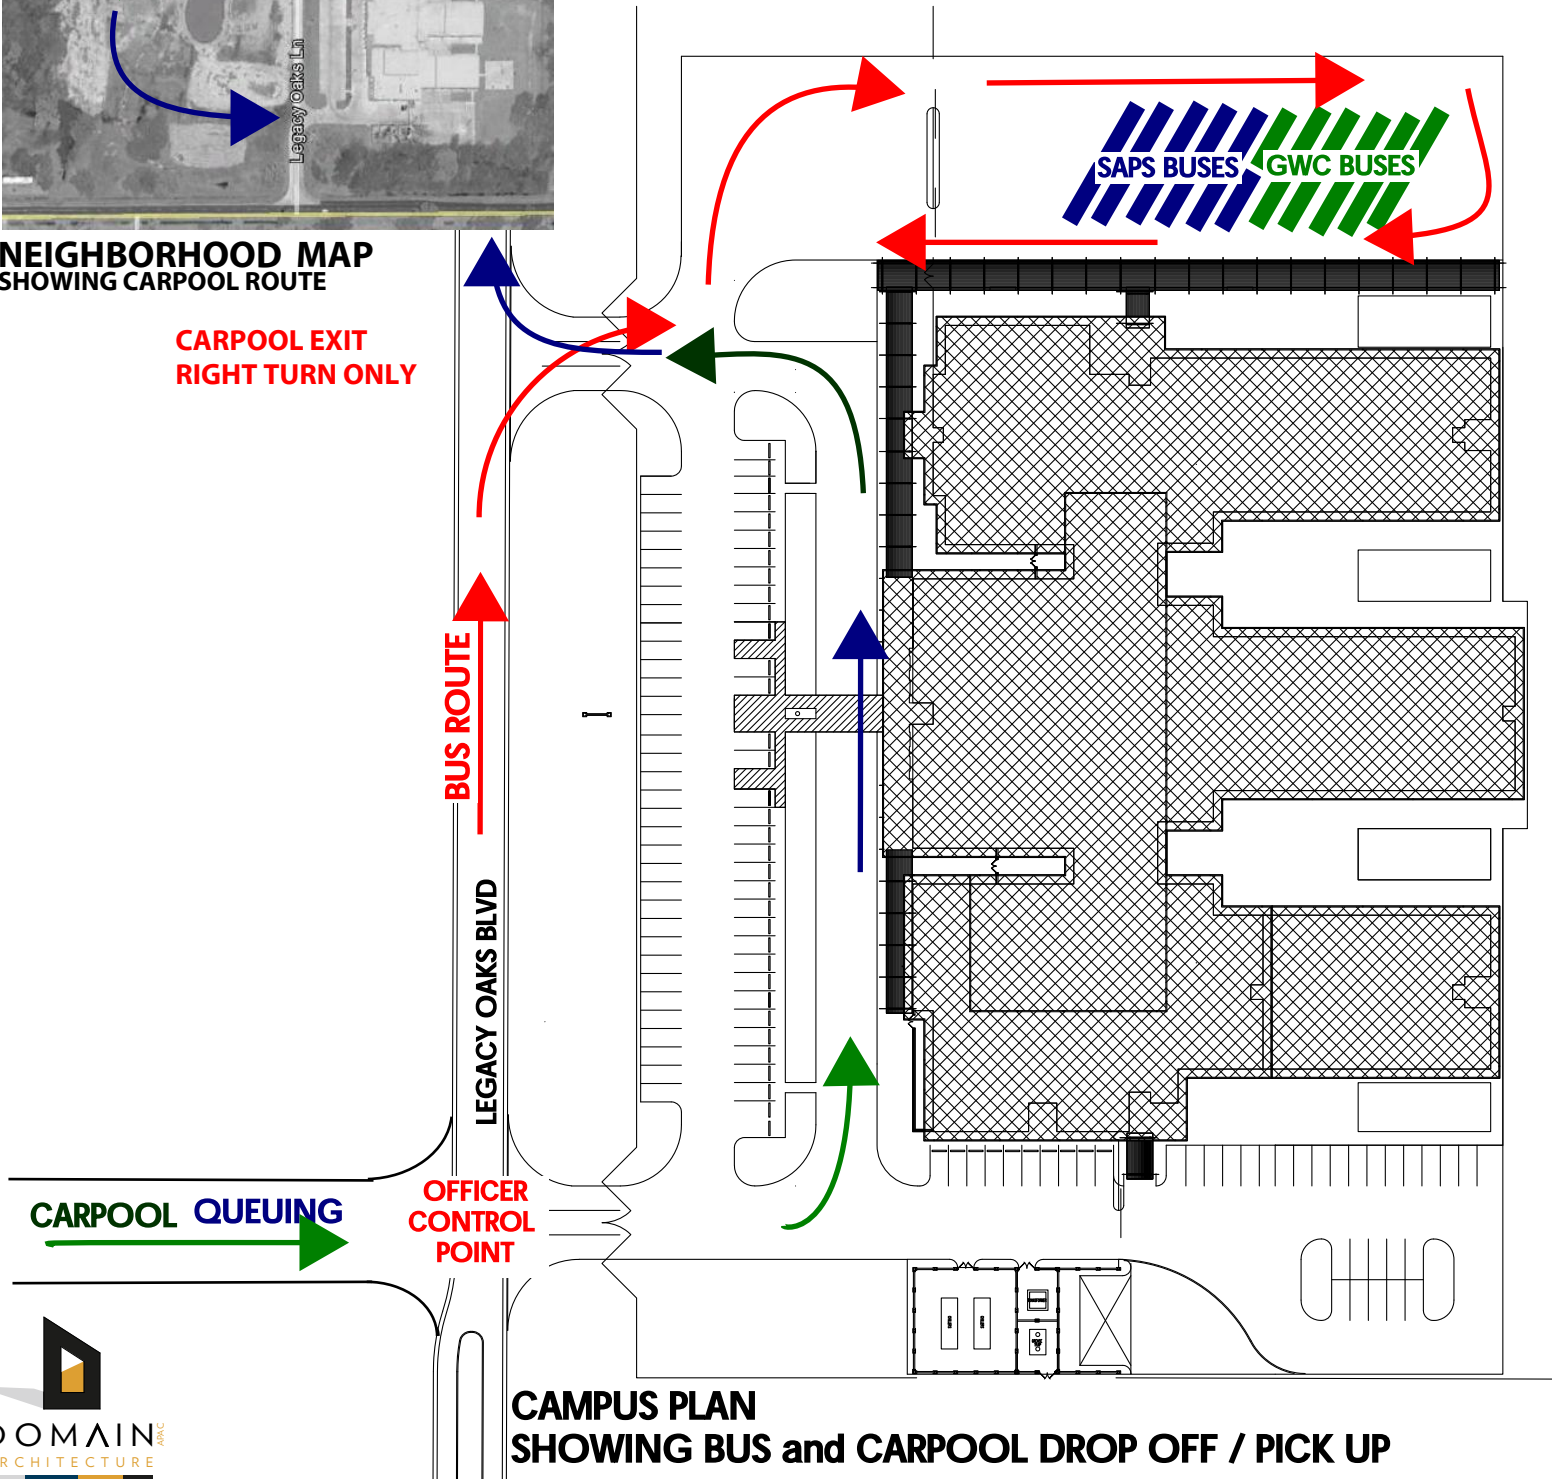 Legacy Oaks Ln
NEIGHBORHOOD MAP
SHOWING CARPOOL ROUTE
SAPS BUSES
GWC BUSES
CARPOOL EXIT
RIGHT TURN ONLY
BUS ROUTE
LEGACY OAKS BLVD
CARPOOL QUEUING
OFFICER
CONTROL
POINT
DOMAIN
APAC
RCHITECTURE
CAMPUS PLAN
SHOWING BUS and CARPOOL DROP OFF / PICK UP